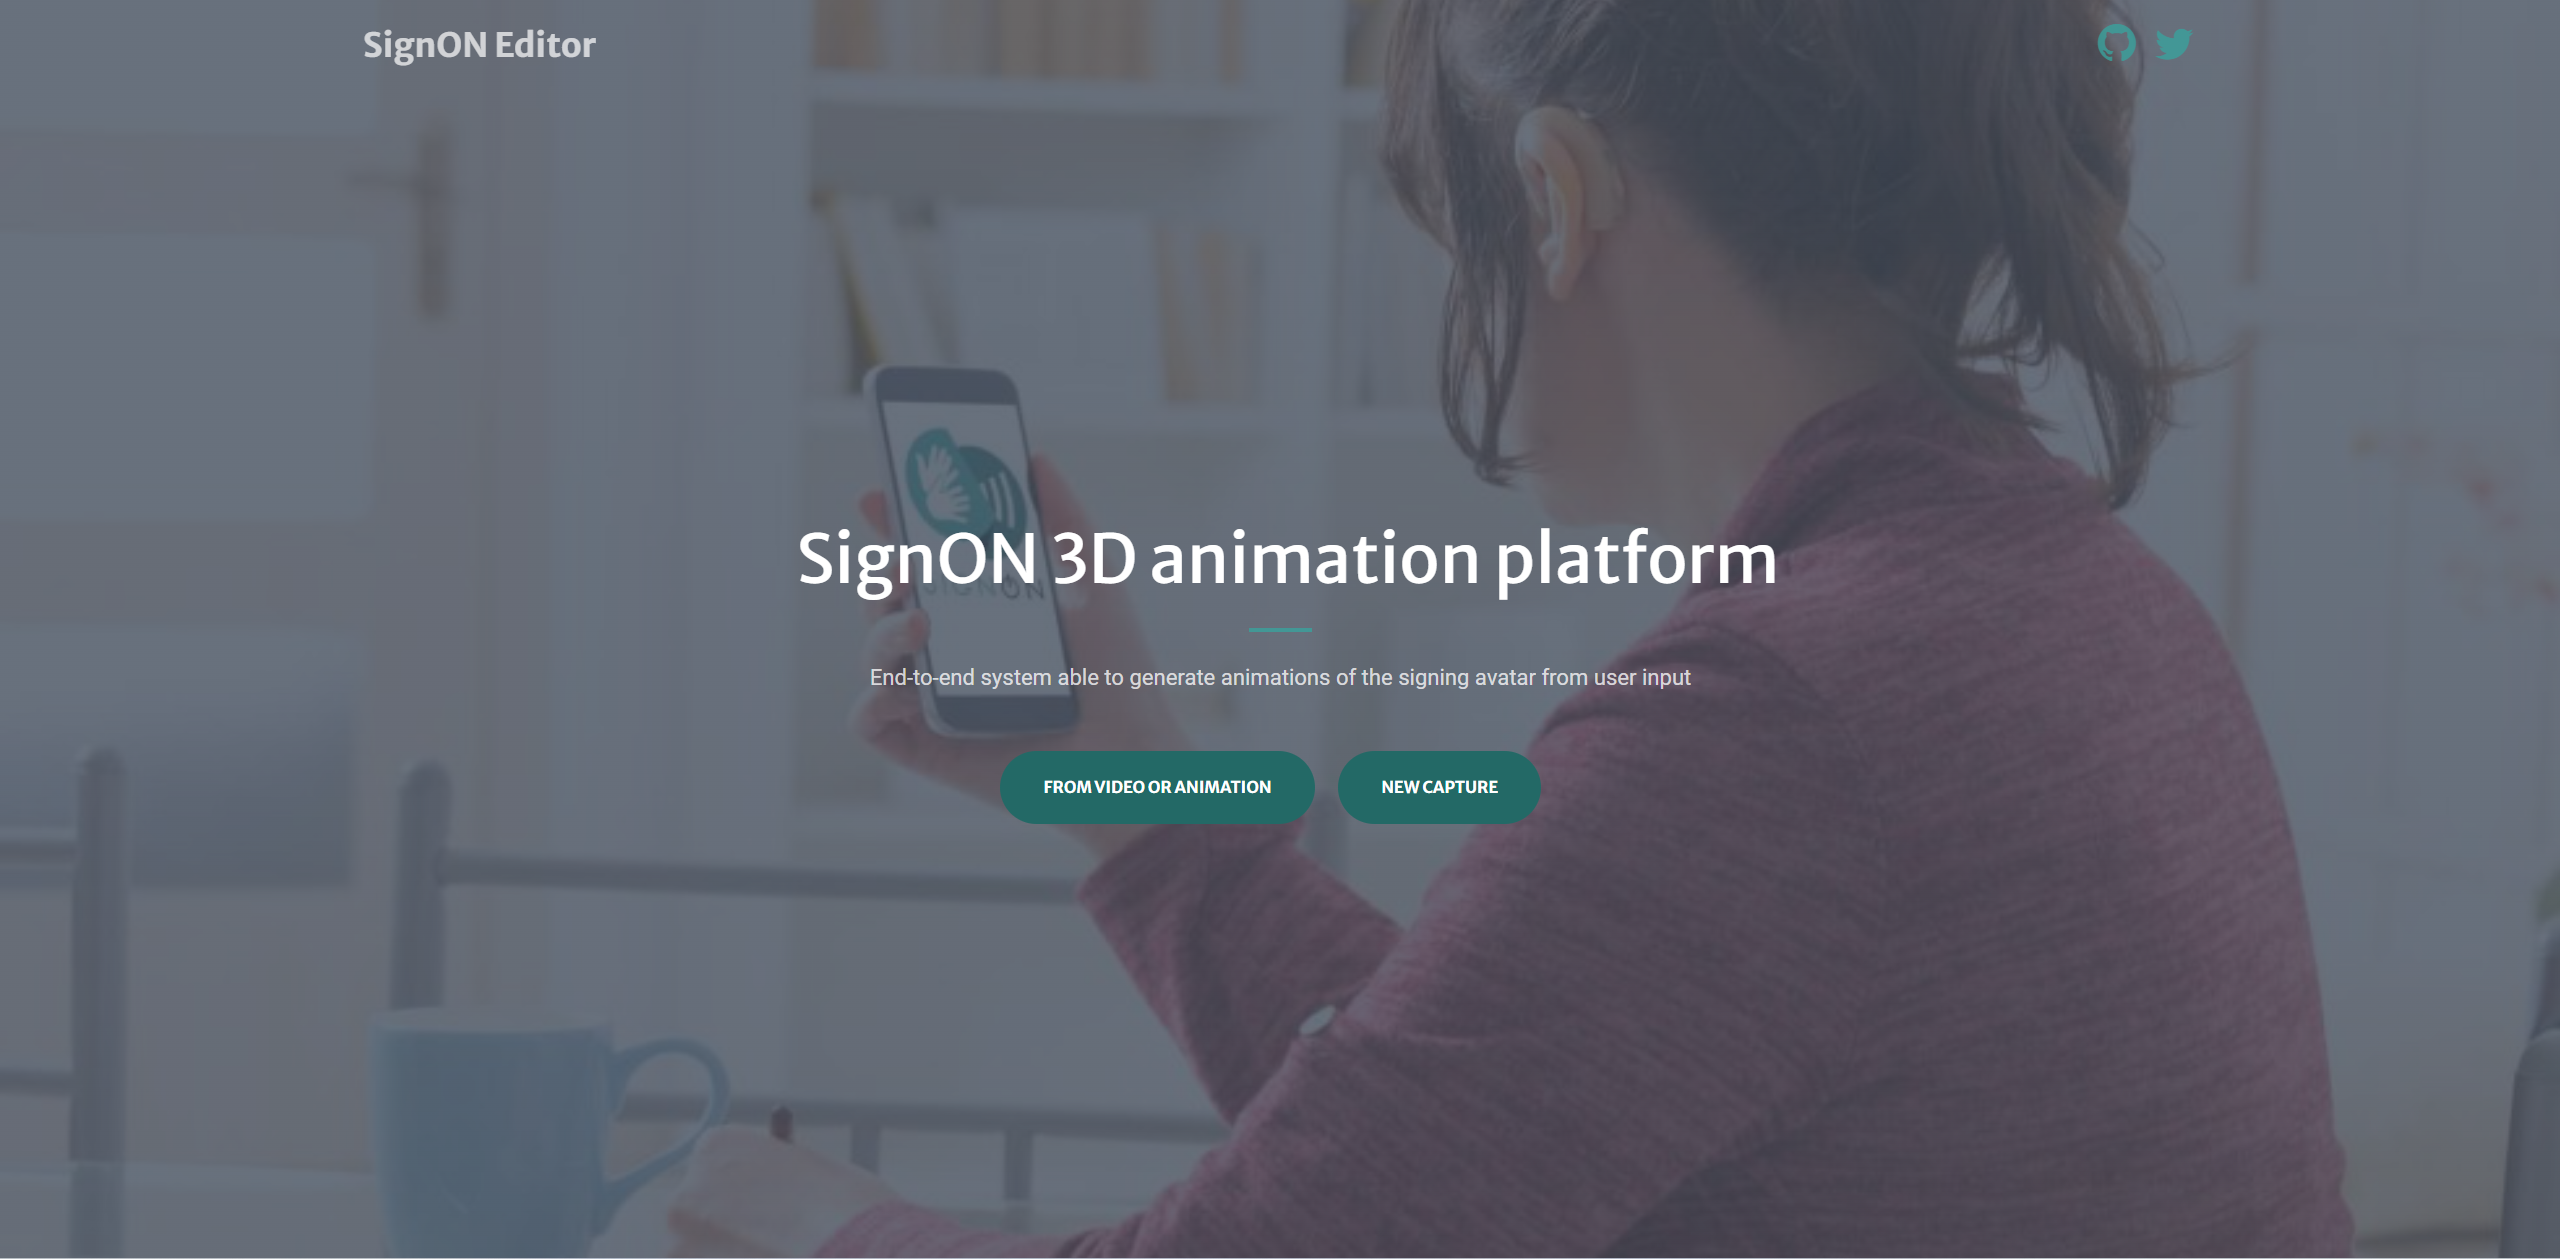 SignON Editor
SignON 3D animation platform
SIGNON
End-to-end system able to generate animations of the signing avatar from user input
FROM VIDEO OR ANIMATION
NEW CAPTURE